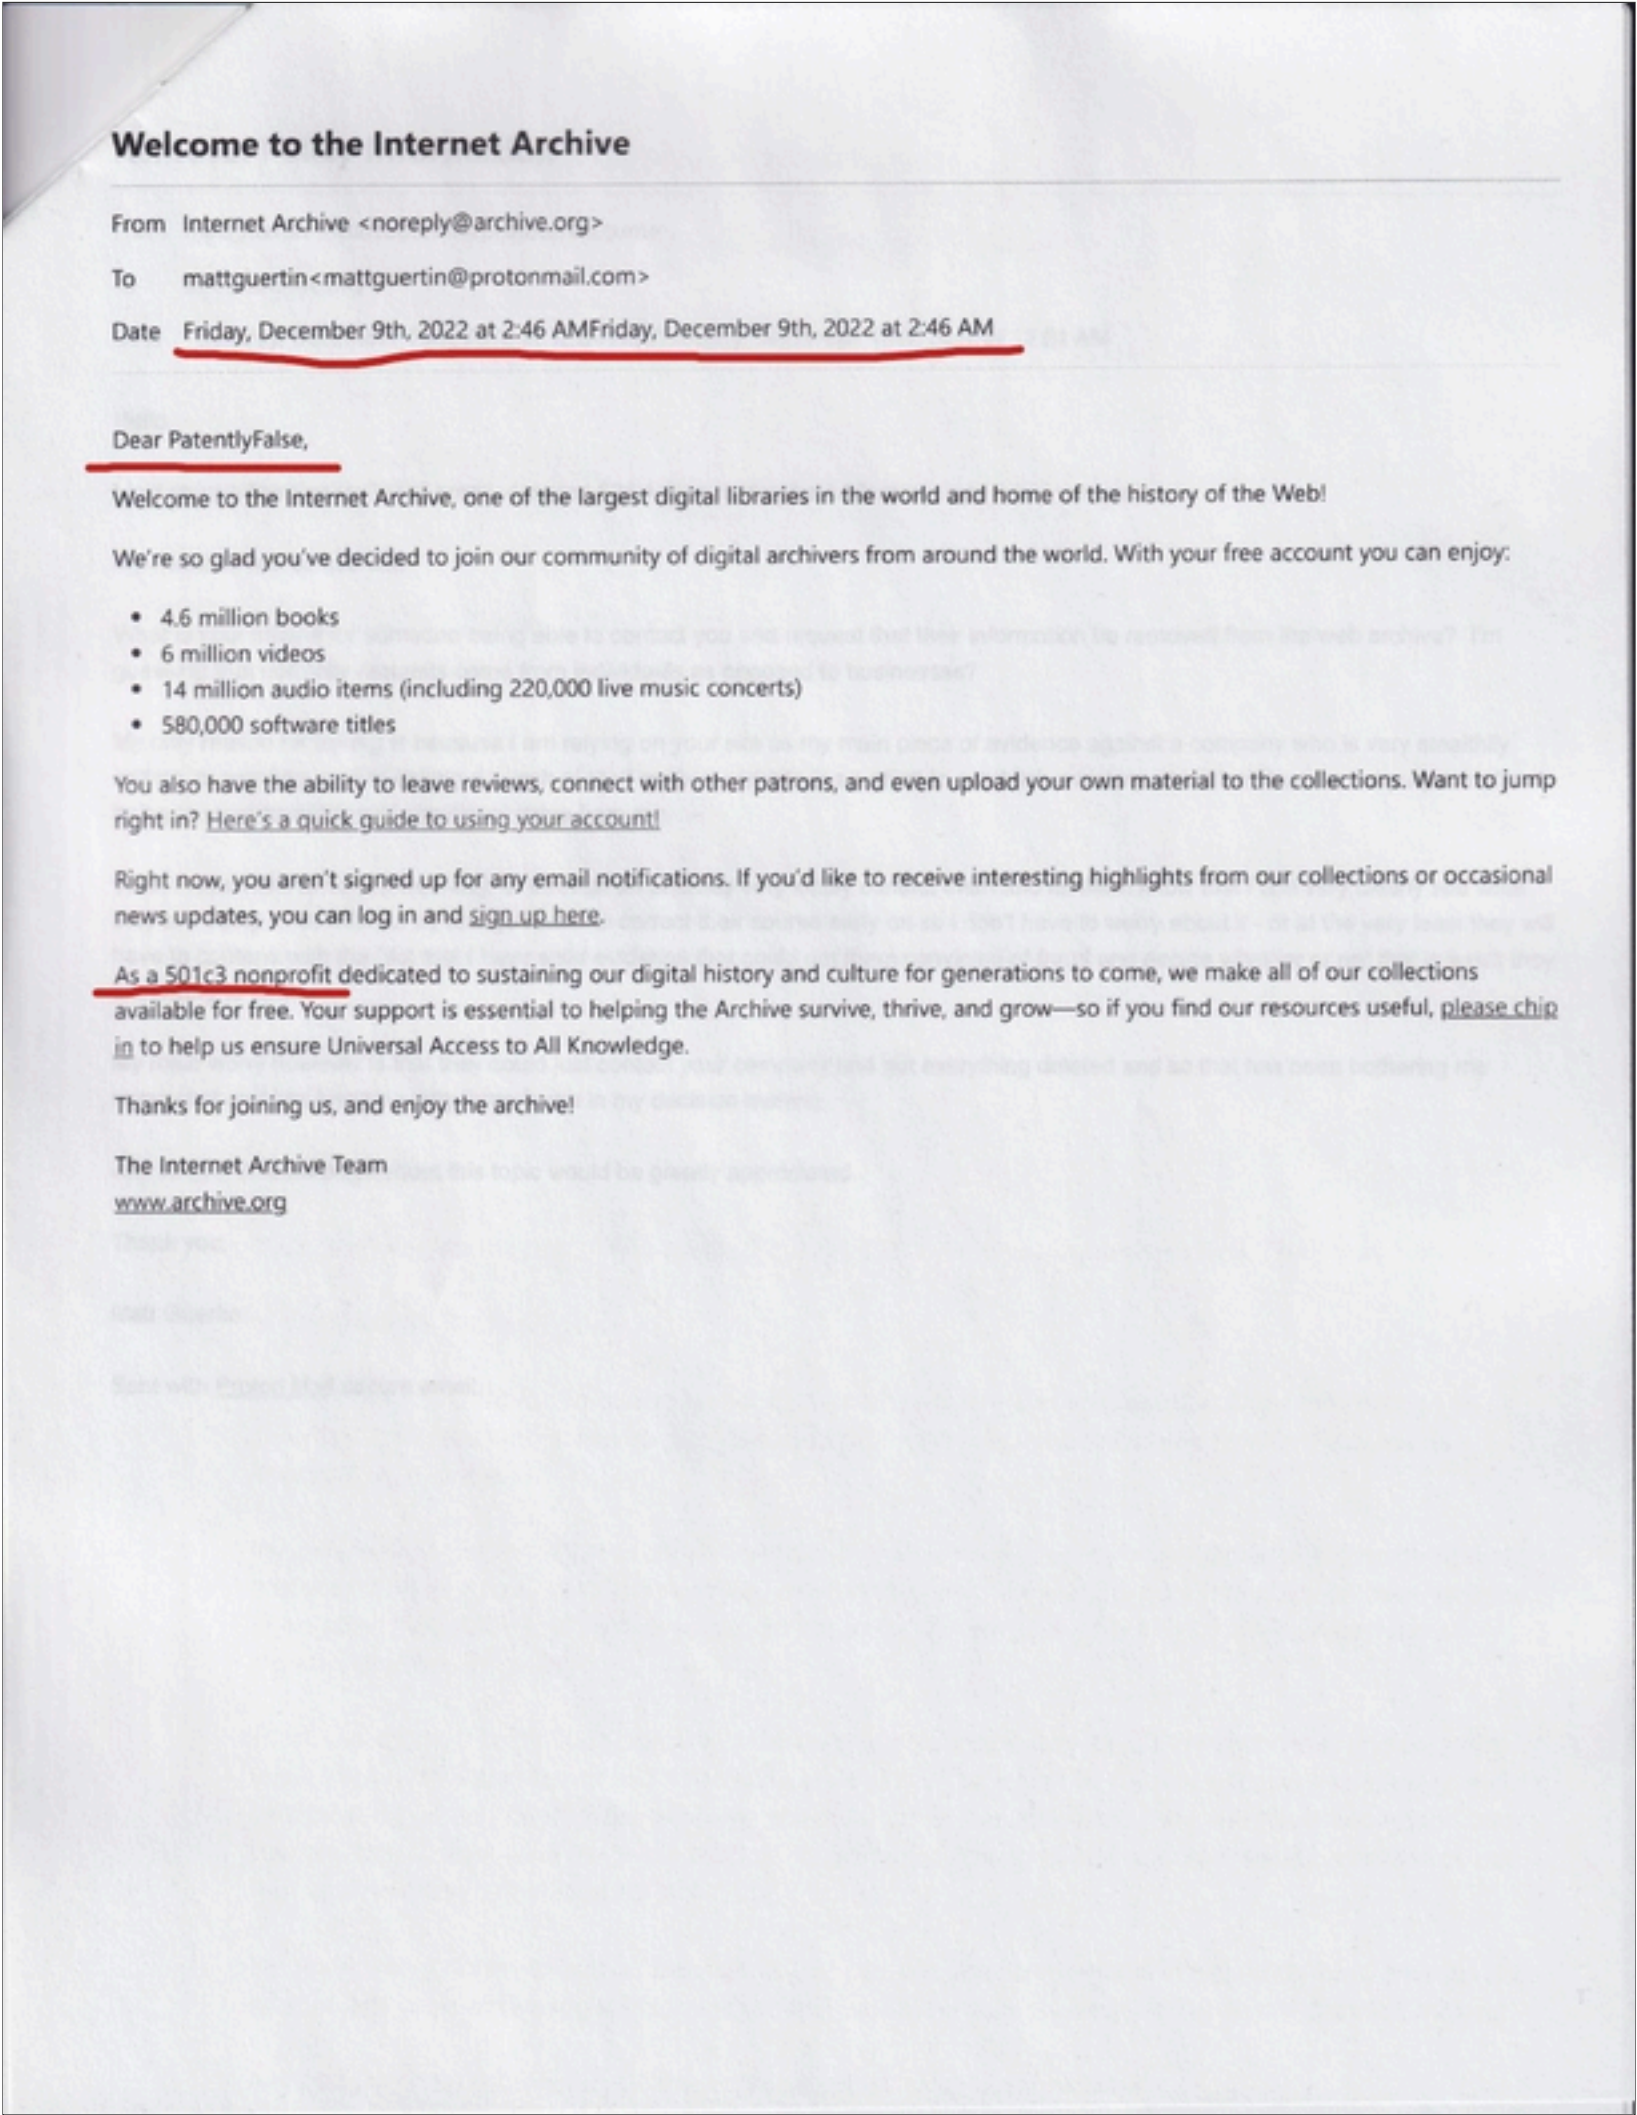 Welcome to the Internet Archive
From Internet Archive <noreply@archive.org>
To mattguertin<mattguertin@protonmail.com>
Date Friday, December 9th, 2022 at 2:46 AMFriday, December 9th, 2022 at 2:46 AM
Dear PatentlyFalse,
Welcome to the Internet Archive, one of the largest digital libraries in the world and home of the history of the Web!
We're so glad you've decided to join our community of digital archivers from around the world. With your free account you can enjoy:
• 4.6 million books
• 6 million videos
• 14 million audio items (including 220,000 live music concerts)
• 580,000 software titles
You also have the ability to leave reviews, connect with other patrons, and even upload your own material to the collections. Want to jump
right in? Here's a quick guide to using your account!
Right now, you aren't signed up for any email notifications. If you'd like to receive interesting highlights from our collections or occasional
news updates, you can log in and sign up here.
As a 501c3 nonprofit dedicated to sustaining our digital history and culture for generations to come, we make all of our collections
available for free. Your support is essential to helping the Archive survive, thrive, and grow—so if you find our resources useful, please chip
in to help us ensure Universal Access to All Knowledge.
Thanks for joining us, and enjoy the archive!
The Internet Archive Team
www.archive.org